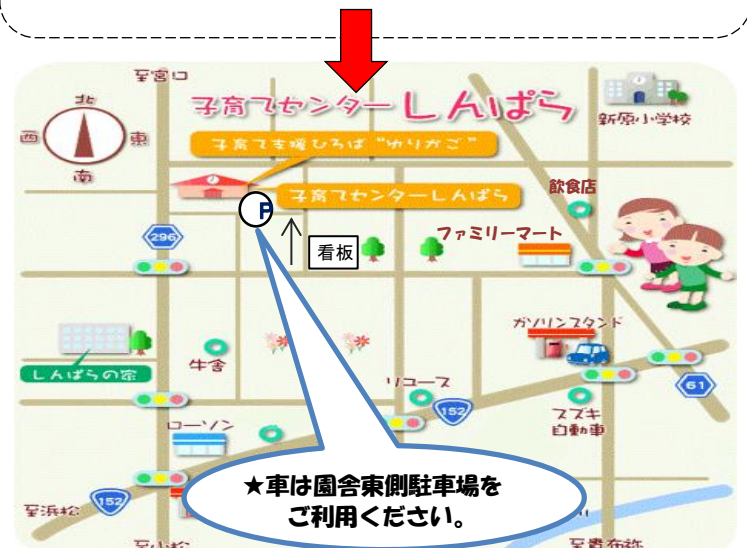 至宮口
子育てセンターしんぱら
新原小学校
北
西
東
南
子育て支援ひろば“ゆりかご”
子育てセンターしんぱら
飲食店
P
296
看板
ファミリーマート
ガソリンスタンド
しんぱらの家
牛舎
リユース
61
152
スズキ
自動車
ローソン
★車は園舎東側駐車場を
ご利用ください。
至浜松
152
至小松
至貴布祢